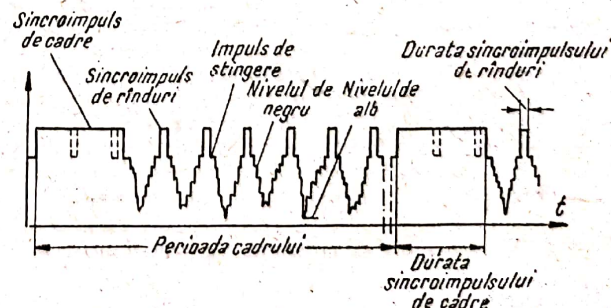 Sincroimpuls
de cadre
Sincroimpuls
de rînduri
Impuls de
stingere
Nivelul de
negru
Nivelul de
alb
Durata sincroimpulsului
de rînduri
t
Perioada cadrului
Durata
sincroimpulsului
de cadre